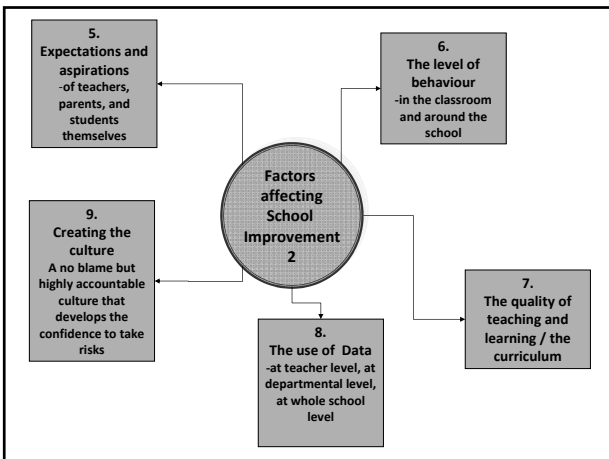 5.
Expectations and
aspirations
-of teachers,
parents, and
students
themselves
6.
The level of
behaviour
-in the classroom
and around the
school
Factors
affecting
School
Improvement
2
9.
Creating the
culture
A no blame but
highly accountable
culture that
develops the
confidence to take
risks
7.
The quality of
teaching and
learning / the
curriculum
8.
The use of  Data
-at teacher level, at
departmental level,
at whole school
level